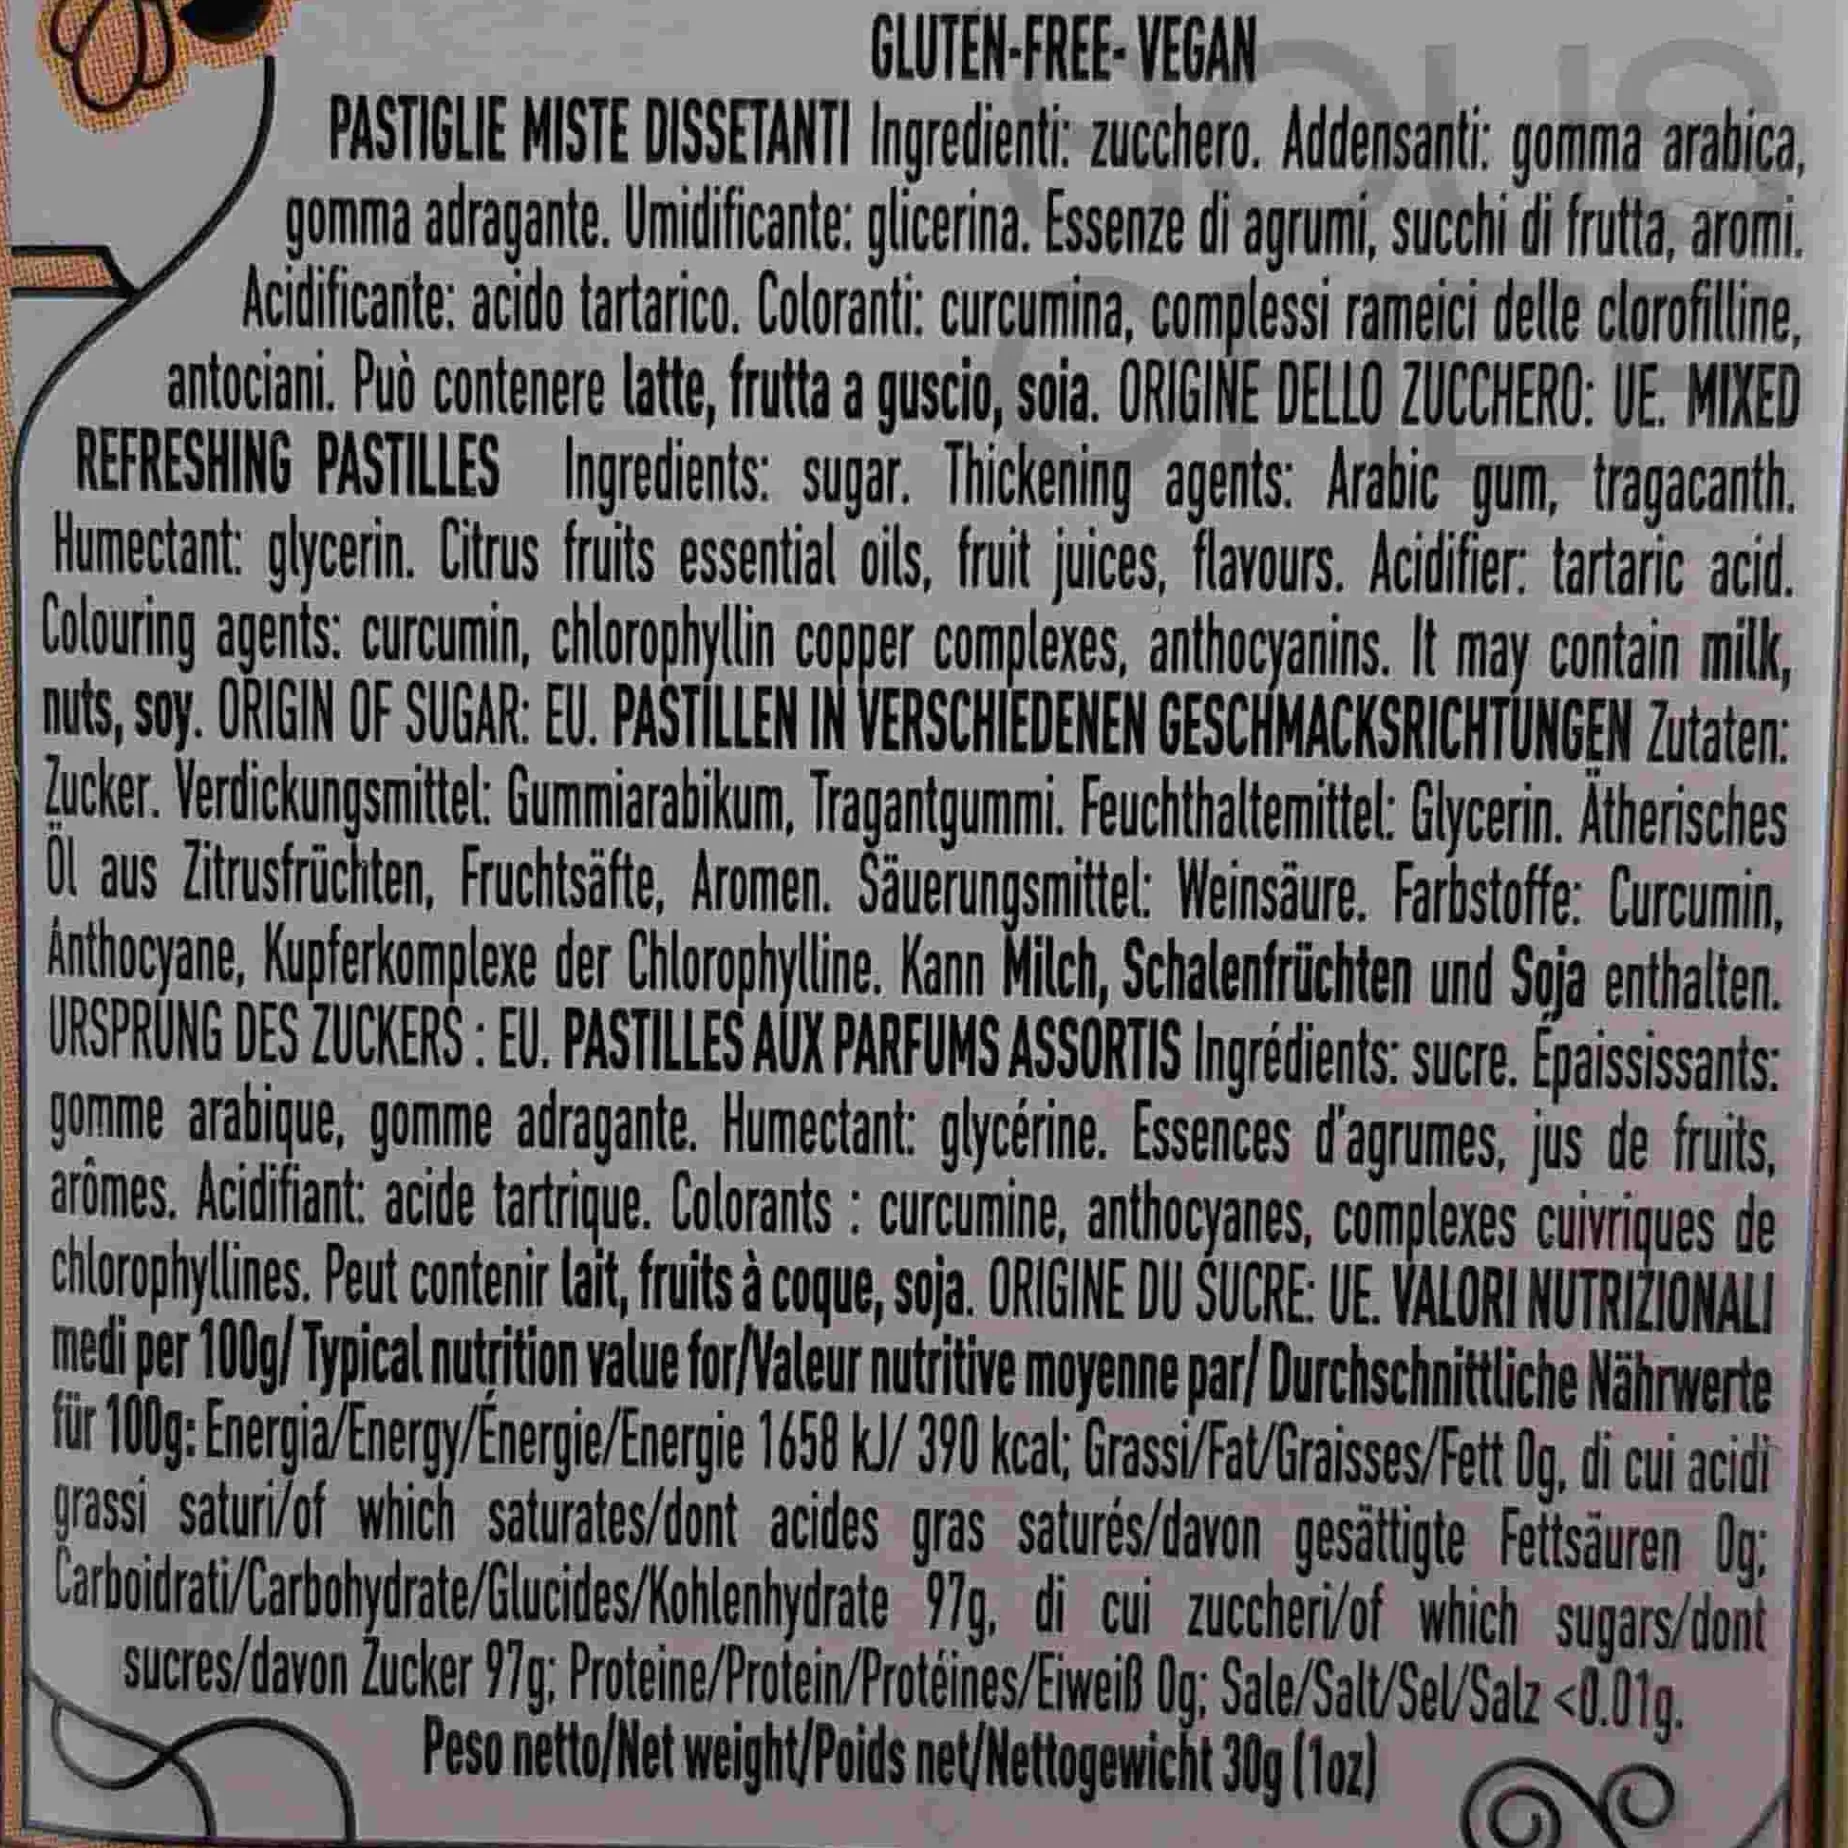 GLUTEN-FREE- VEGAN
PASTIGLIE MISTE DISSETANTI Ingredienti: zucchero. Addensanti: gomma arabica,
gomma adragante. Umidificante: glicerina. Essenze di agrumi, succhi di frutta, aromi.
Acidificante: acido tartarico. Coloranti: curcumina, complessi rameici delle clorofilline,
antociani. Può contenere latte, frutta a guscio, soia. ORIGINE DELLO ZUCCHERO: UE. MIXED
REFRESHING PASTILLES Ingredients: sugar. Thickening agents: Arabic gum, tragacanth.
Humectant: glycerin. Citrus fruits essential oils, fruit juices, flavours. Acidifier: tartaric acid.
Colouring agents: curcumin, chlorophyllin copper complexes, anthocyanins. It may contain milk,
nuts, soy. ORIGIN OF SUGAR: EU. PASTILLEN IN VERSCHIEDENEN GESCHMACKSRICHTUNGEN Zutaten:
Zucker. Verdickungsmittel: Gummiarabikum, Tragantgummi. Feuchthaltemittel: Glycerin. Ätherisches
Öl aus Zitrusfrüchten, Fruchtsäfte, Aromen. Säuerungsmittel: Weinsäure. Farbstoffe: Curcumin,
Anthocyane, Kupferkomplexe der Chlorophylline. Kann Milch, Schalenfrüchten und Soja enthalten.
URSPRUNG DES ZUCKERS : EU. PASTILLES AUX PARFUMS ASSORTIS Ingrédients: sucre. Épaississants:
gomme arabique, gomme adragante. Humectant: glycérine. Essences d'agrumes, jus de fruits,
arômes. Acidifiant: acide tartrique. Colorants : curcumine, anthocyanes, complexes cuivriques de
chlorophyllines. Peut contenir lait, fruits à coque, soja. ORIGINE DU SUCRE: UE. VALORI NUTRIZIONALI
medi per 100g/ Typical nutrition value for/Valeur nutritive moyenne par/ Durchschnittliche Nährwerte
für 100g: Energia/Energy/Énergie/Energie 1658 kJ/ 390 kcal; Grassi/Fat/Graisses/Fett 0g, di cui acidi
grassi saturi/of which saturates/dont acides gras saturés/davon gesättigte Fettsäuren 0g;
Carboidrati/Carbohydrate/Glucides/Kohlenhydrate 97g, di cui zuccheri/of which sugars/dont
sucres/davon Zucker 97g; Proteine/Protein/Protéines/Eiweiß 0g; Sale/Salt/Sel/Salz <0.01g.
Peso netto/Net weight/Poids net/Nettogewicht 30g (1oz)